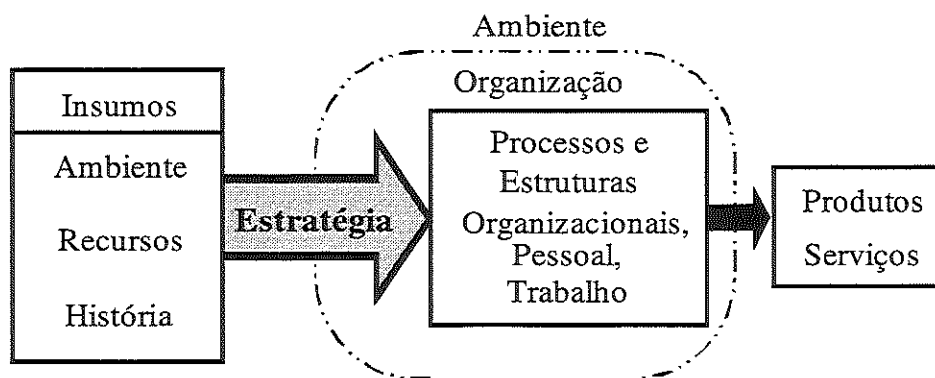 Ambiente
Organização
Insumos
Ambiente
Recursos
História
Estratégia
Processos e
Estruturas
Organizacionais,
Pessoal,
Trabalho
Produtos
Serviços